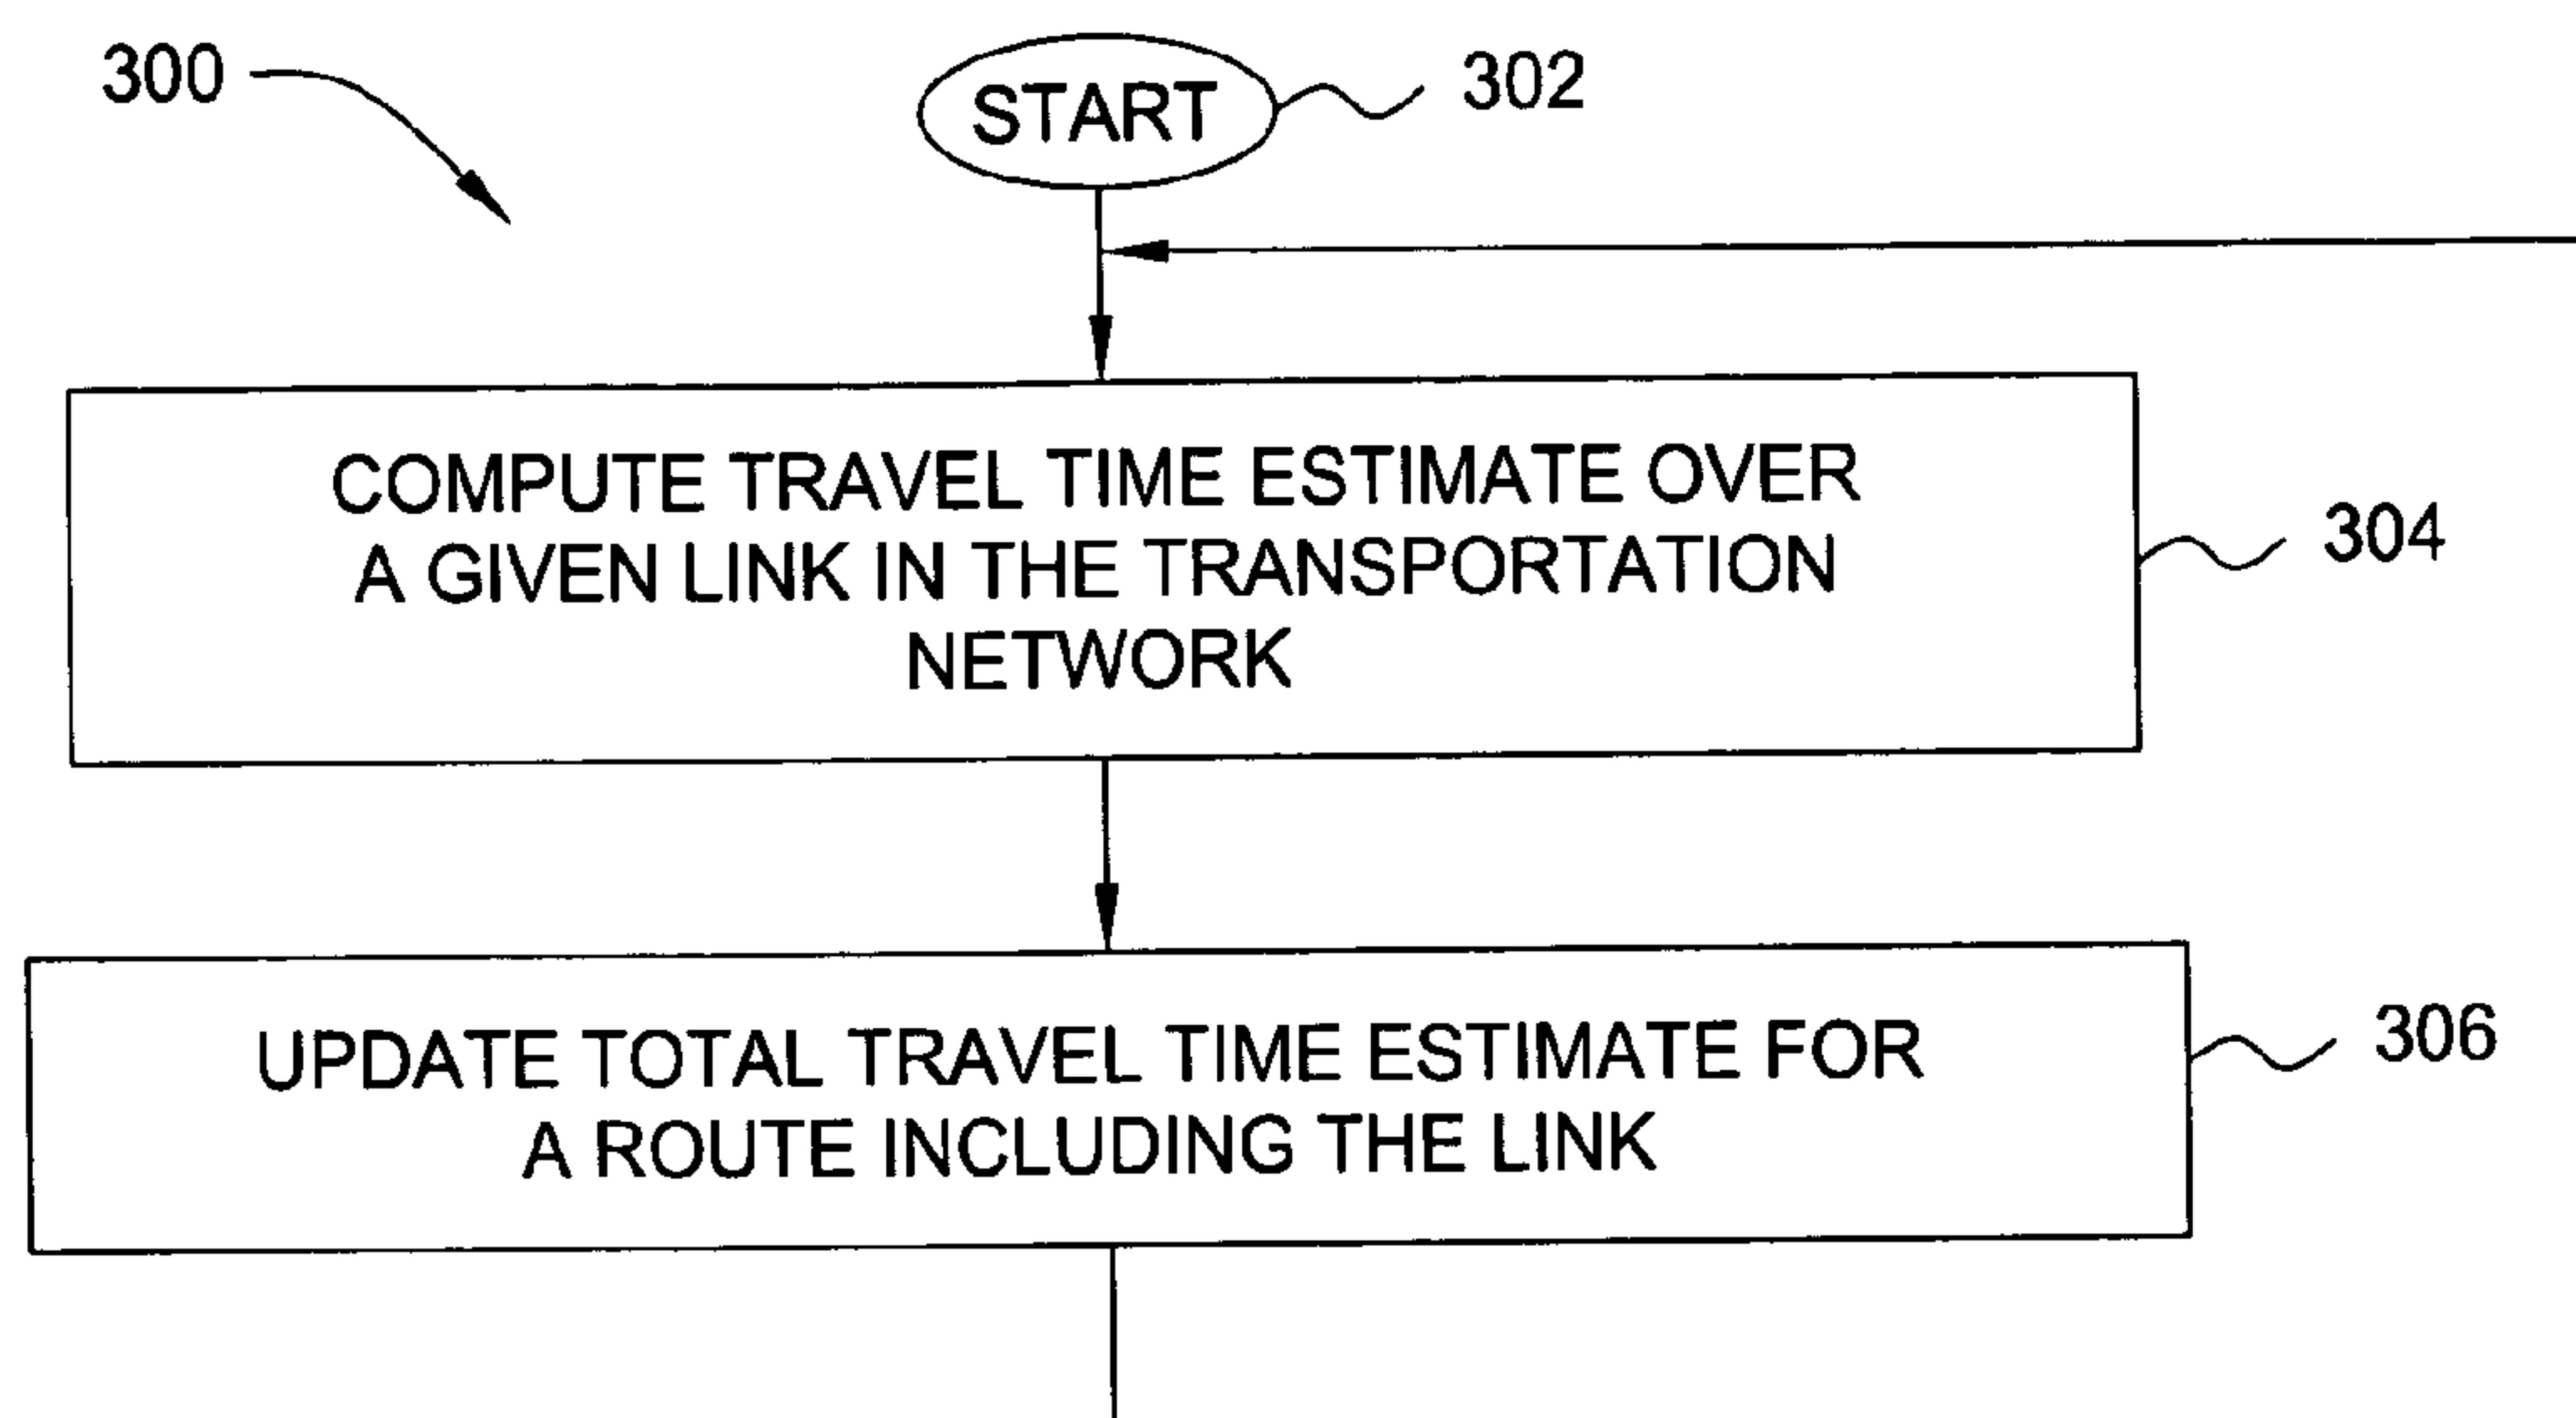 300
START
302
COMPUTE TRAVEL TIME ESTIMATE OVER
A GIVEN LINK IN THE TRANSPORTATION
NETWORK
304
UPDATE TOTAL TRAVEL TIME ESTIMATE FOR
A ROUTE INCLUDING THE LINK
306